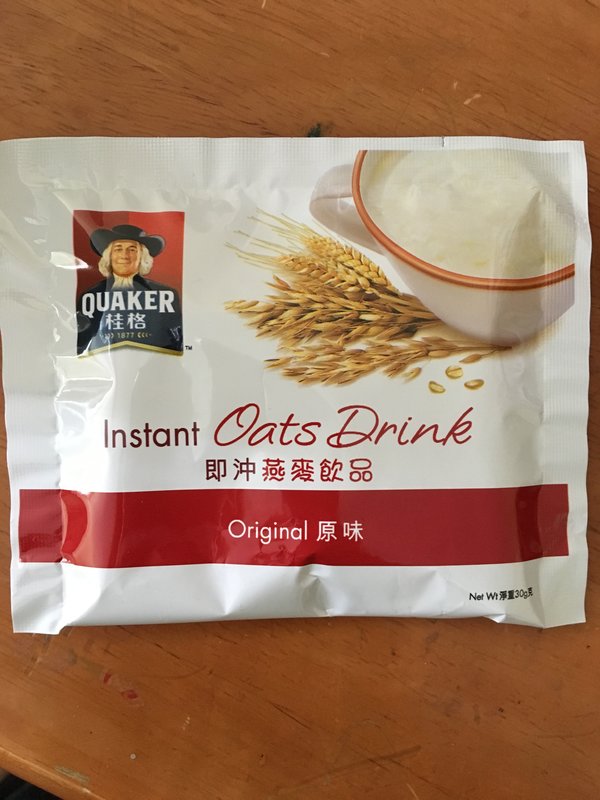 QUAKER
桂格
1877
™
Instant Oats Drink
即沖燕麥飲品
Original 原味
Net Wt 淨重30g克